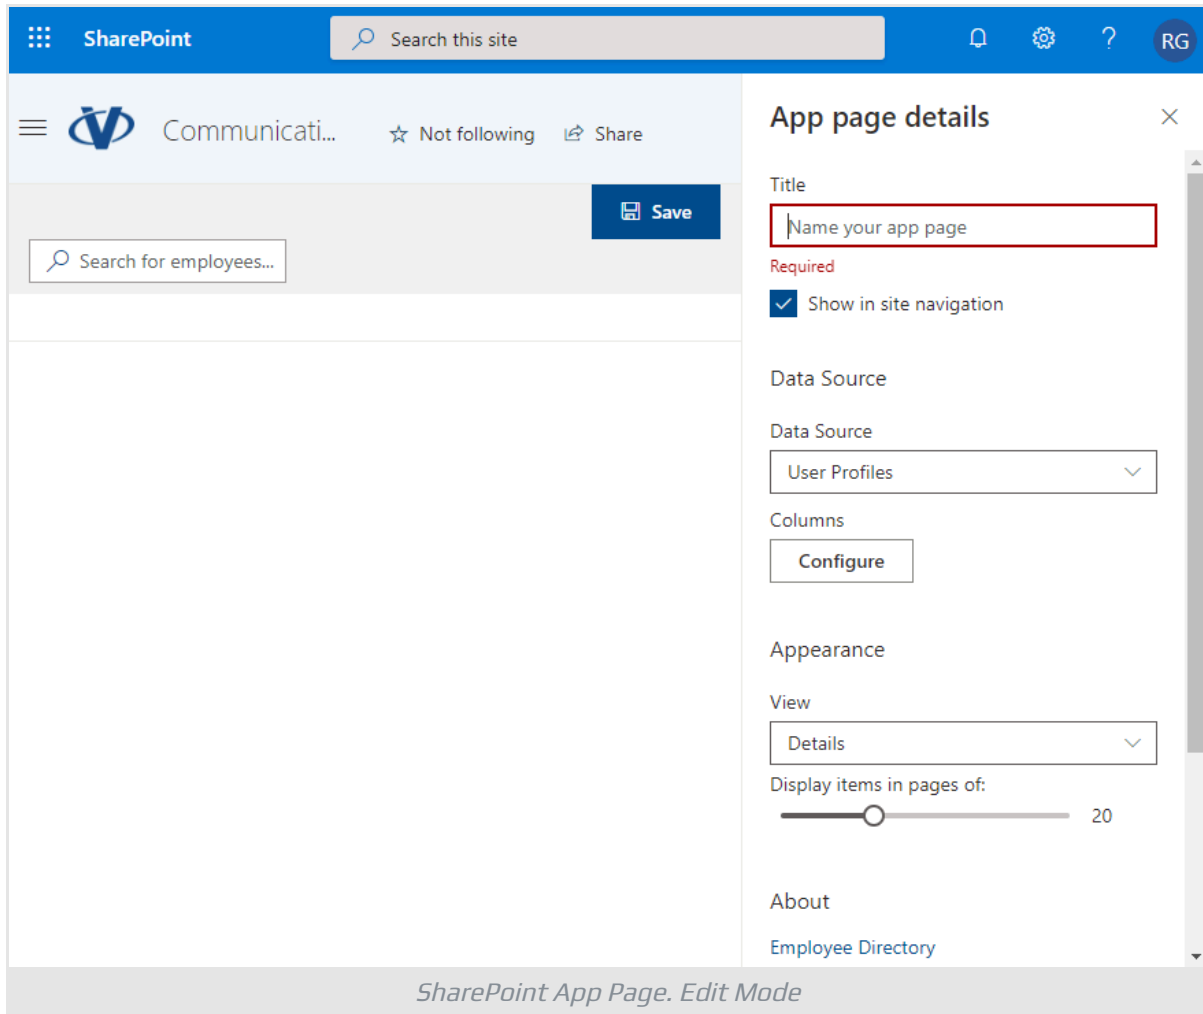 SharePoint
Search this site
RG
Communicati...
Not following
Share
Save
Search for employees...
App page details
Title
Name your app page
Required
Show in site navigation
Data Source
Data Source
User Profiles
Columns
Configure
Appearance
View
Details
Display items in pages of:
20
About
Employee Directory
SharePoint App Page. Edit Mode